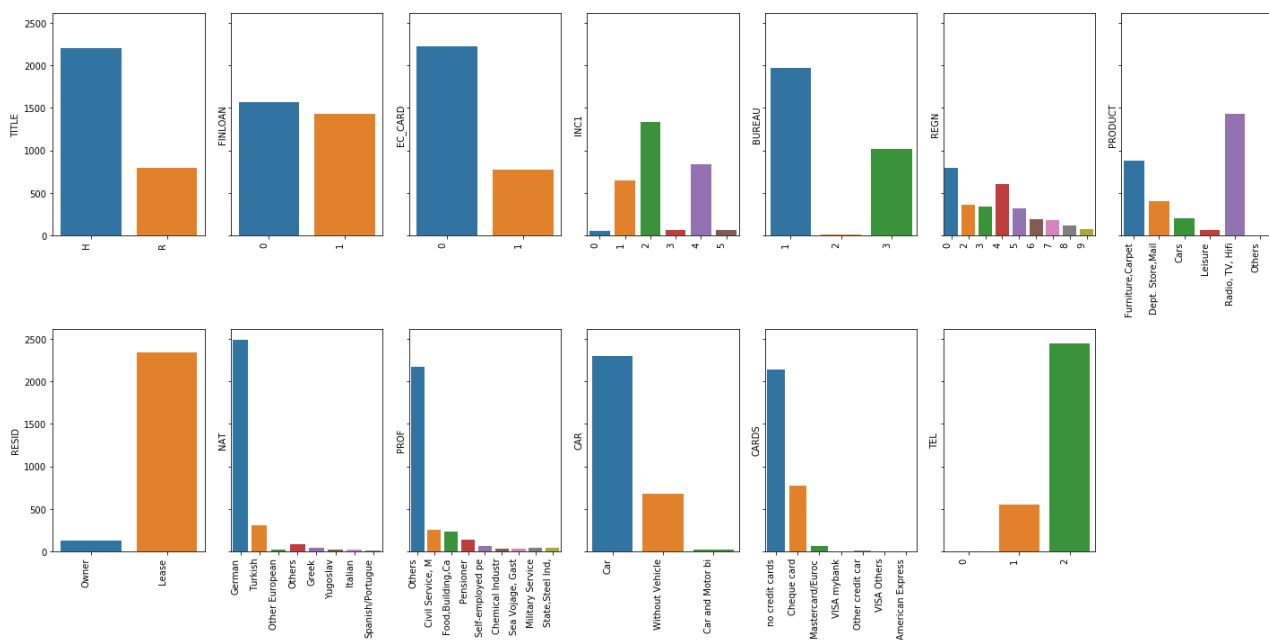 2500
2000
1500
1000
500
0
TITLE
H
R
FINLOAN
0
1
EC_CARD
0
1
INC1
0
1
2
3
4
5
BUREAU
1
2
3
REGN
0
2
3
4
5
6
7
8
9
PRODUCT
Furniture,Carpet
Dept. Store,Mail
Cars
Leisure
Radio, TV, Hifi
Others
2500
2000
1500
1000
500
0
RESID
Owner
Lease
NAT
German
Turkish
Other European
Others
Greek
Yugoslav
Italian
Spanish/Portugue
PROF
Others
Civil Service, M
Food,Building,Ca
Pensioner
Self-employed pe
Chemical Industr
Sea Vojage, Gast
Military Service
State,Steel Ind,
CAR
Car
Without Vehicle
Car and Motor bi
CARDS
no credit cards
Cheque card
Mastercard/Euroc
VISA mybank
Other credit car
VISA Others
American Express
TEL
0
1
2